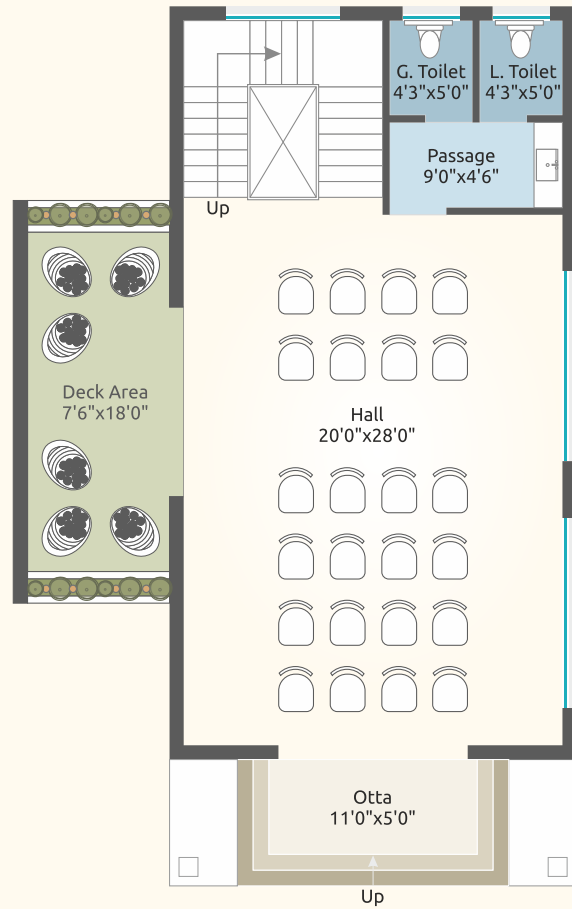 G. Toilet
4'3"x5'0"
L. Toilet
4'3"x5'0"
Passage
9'0"x4'6"
Up
Deck Area
7'6"x18'0"
Hall
20'0"x28'0"
Otta
11'0"x5'0"
Up